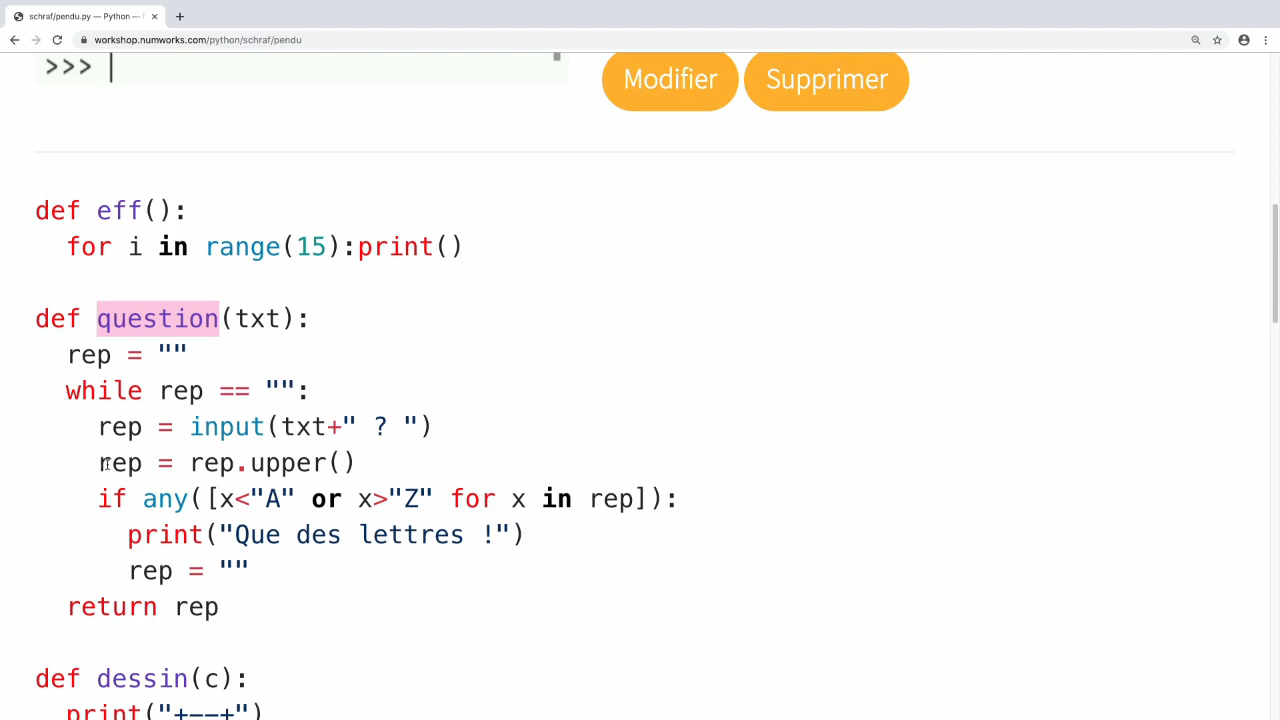 schraf/pendu.py — Python — N
workshop.numworks.com/python/schraf/pendu
>>>
Modifier Supprimer
def eff():
  for i in range(15):print()
def question(txt):
  rep = ""
  while rep == "":
    rep = input(txt+" ? ")
    rep = rep.upper()
    if any([x<"A" or x>"Z" for x in rep]):
      print("Que des lettres !")
      rep = ""
  return rep
def dessin(c):
  print("+--+")